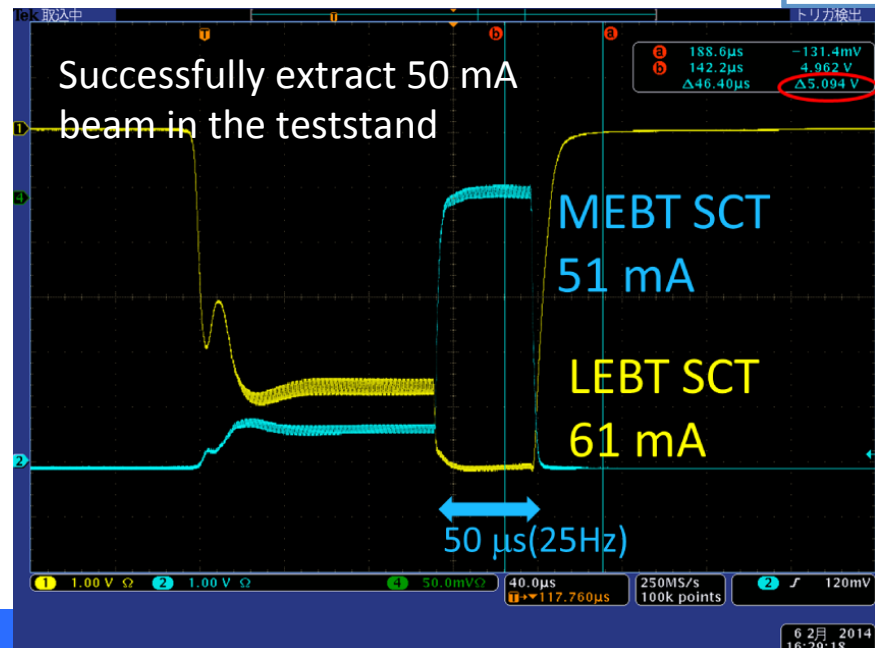 Tek 取込中
トリガ検出
T
T
b
a
a 188.6µs −131.4mV
b 142.2µs 4.962 V
Δ46.40µs Δ5.094 V
Successfully extract 50 mA
beam in the teststand
1
4
MEBT SCT
51 mA
LEBT SCT
61 mA
2
50 µs(25Hz)
1 1.00 V Ω 2 1.00 V Ω 4 50.0mVΩ 40.0µs 250MS/s 2 120mV
T→▼117.760µs 100k points
6 2月 2014
16:29:18